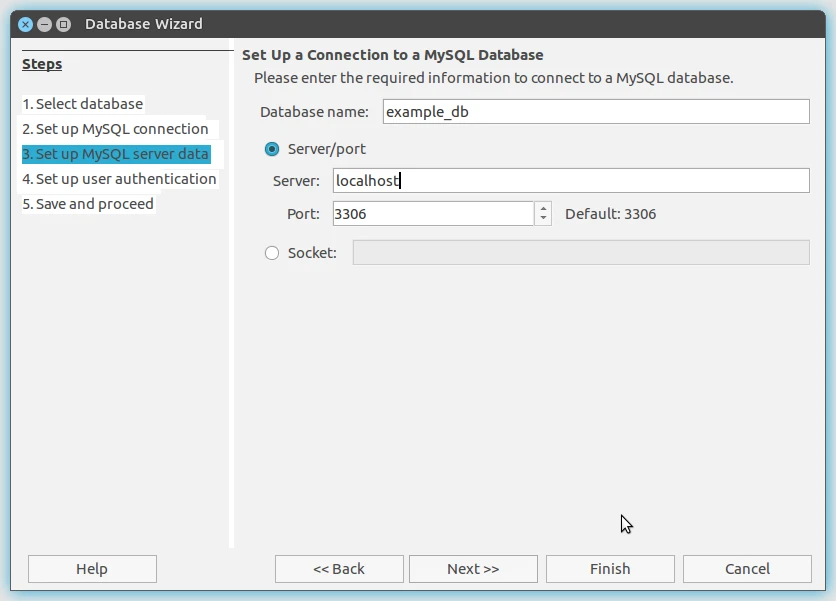 Database Wizard
Steps
1. Select database
2. Set up MySQL connection
3. Set up MySQL server data
4. Set up user authentication
5. Save and proceed
Set Up a Connection to a MySQL Database
Please enter the required information to connect to a MySQL database.
Database name: example_db
Server/port
Server: localhost
Port: 3306 Default: 3306
Socket:
Help << Back Next >> Finish Cancel